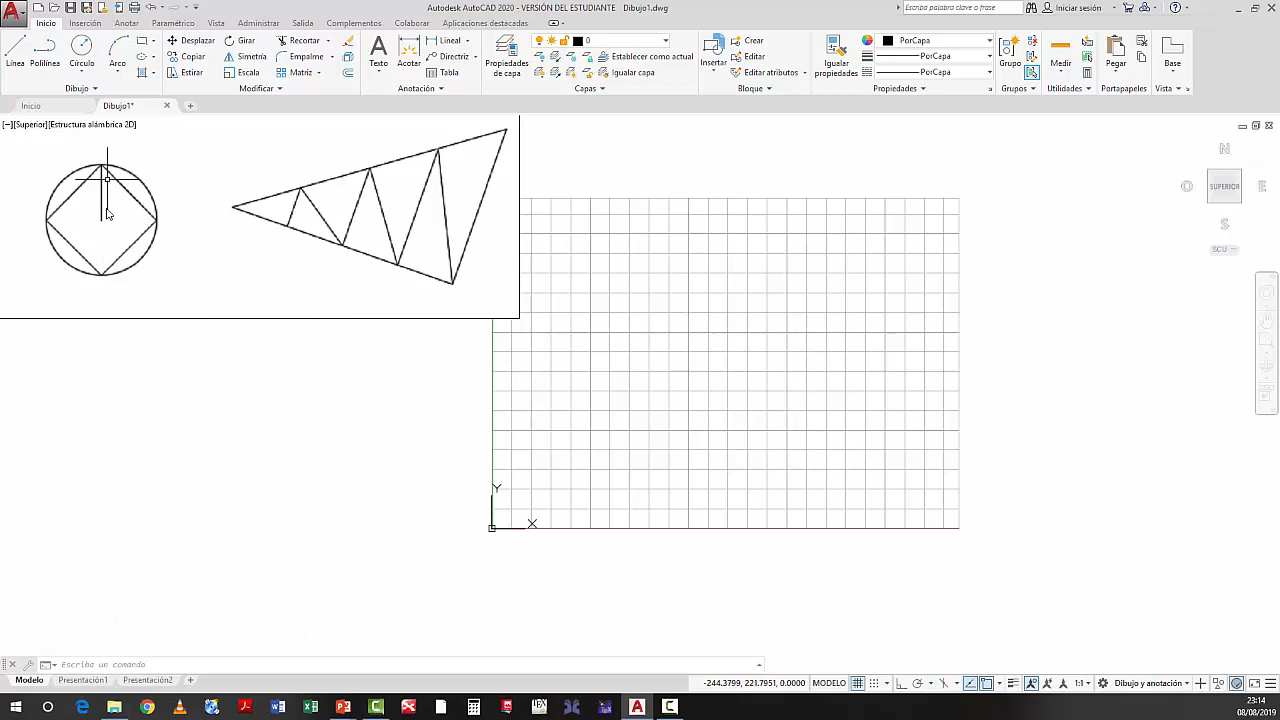 Autodesk AutoCAD 2020 - VERSIÓN DEL ESTUDIANTE Dibujo1.dwg
Escriba palabra clave o frase
Iniciar sesión
Inicio Inserción Anotar Paramétrico Vista Administrar Salida Complementos Colaborar Aplicaciones destacadas
Línea Polilínea Círculo Arco
Desplazar Girar Recortar
Copiar Simetría Empalme
Estirar Escala Matriz
Texto Acotar
Lineal
Directriz
Tabla
Propiedades de capa
0
Establecer como actual
Igualar capa
Insertar
Crear
Editar
Editar atributos
Igualar propiedades
PorCapa
PorCapa
PorCapa
Grupo Medir Pegar Base
Dibujo Modificar Anotación Capas Bloque Propiedades Grupos Utilidades Portapapeles Vista
Inicio Dibujo1*
[−][Superior][Estructura alámbrica 2D]
N
O SUPERIOR E
S
SCU
Y
X
Escriba un comando
Modelo Presentación1 Presentación2
-244.3799, 221.7951, 0.0000 MODELO 1:1 Dibujo y anotación
23:14
08/08/2019